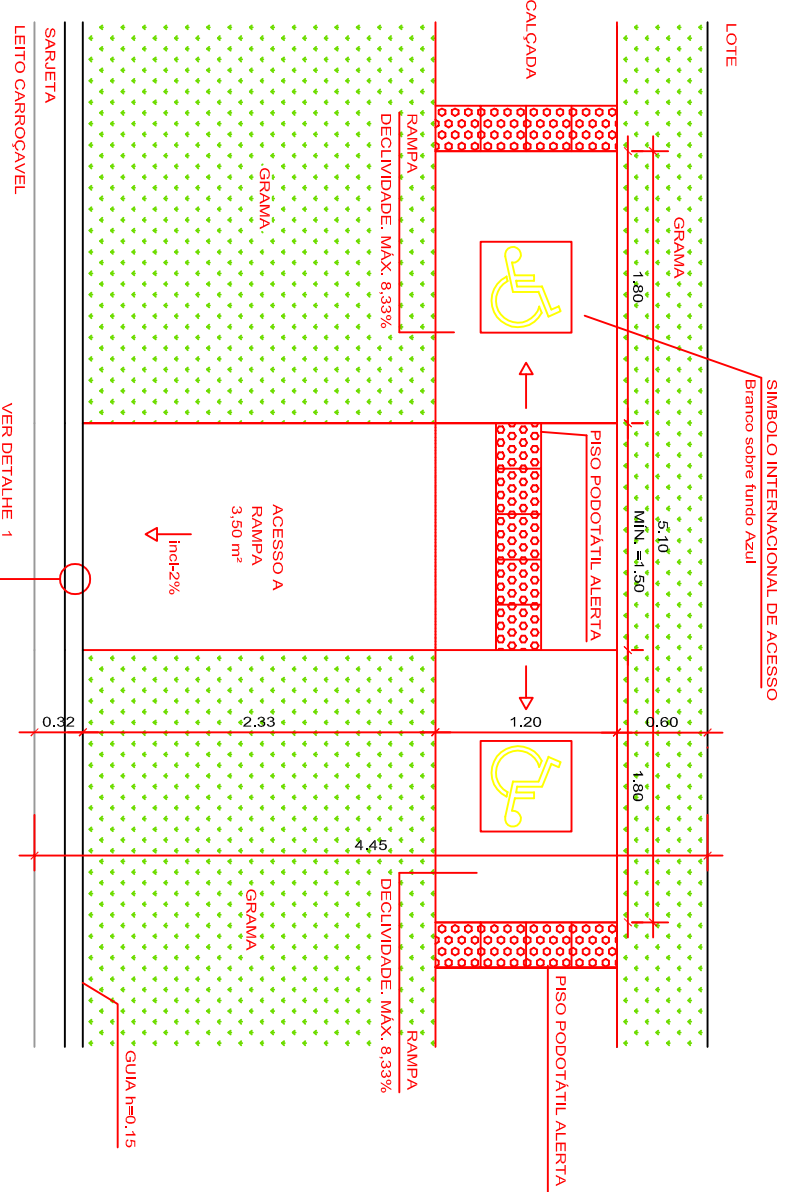 LOTE
SIMBOLO INTERNACIONAL DE ACESSO
Branco sobre fundo Azul
GRAMA
5.10
1.80
MÍN. =1.50
1.80
0.60
CALÇADA
PISO PODOTÁTIL ALERTA
1.20
PISO PODOTÁTIL ALERTA
RAMPA
DECLIVIDADE. MÁX. 8,33%
RAMPA
DECLIVIDADE. MÁX. 8,33%
4.45
GRAMA
ACESSO A
RAMPA
3,50 m²
2.33
GRAMA
incl-2%
GUIA h=0.15
0.32
SARJETA
LEITO CARROÇAVEL
VER DETALHE 1